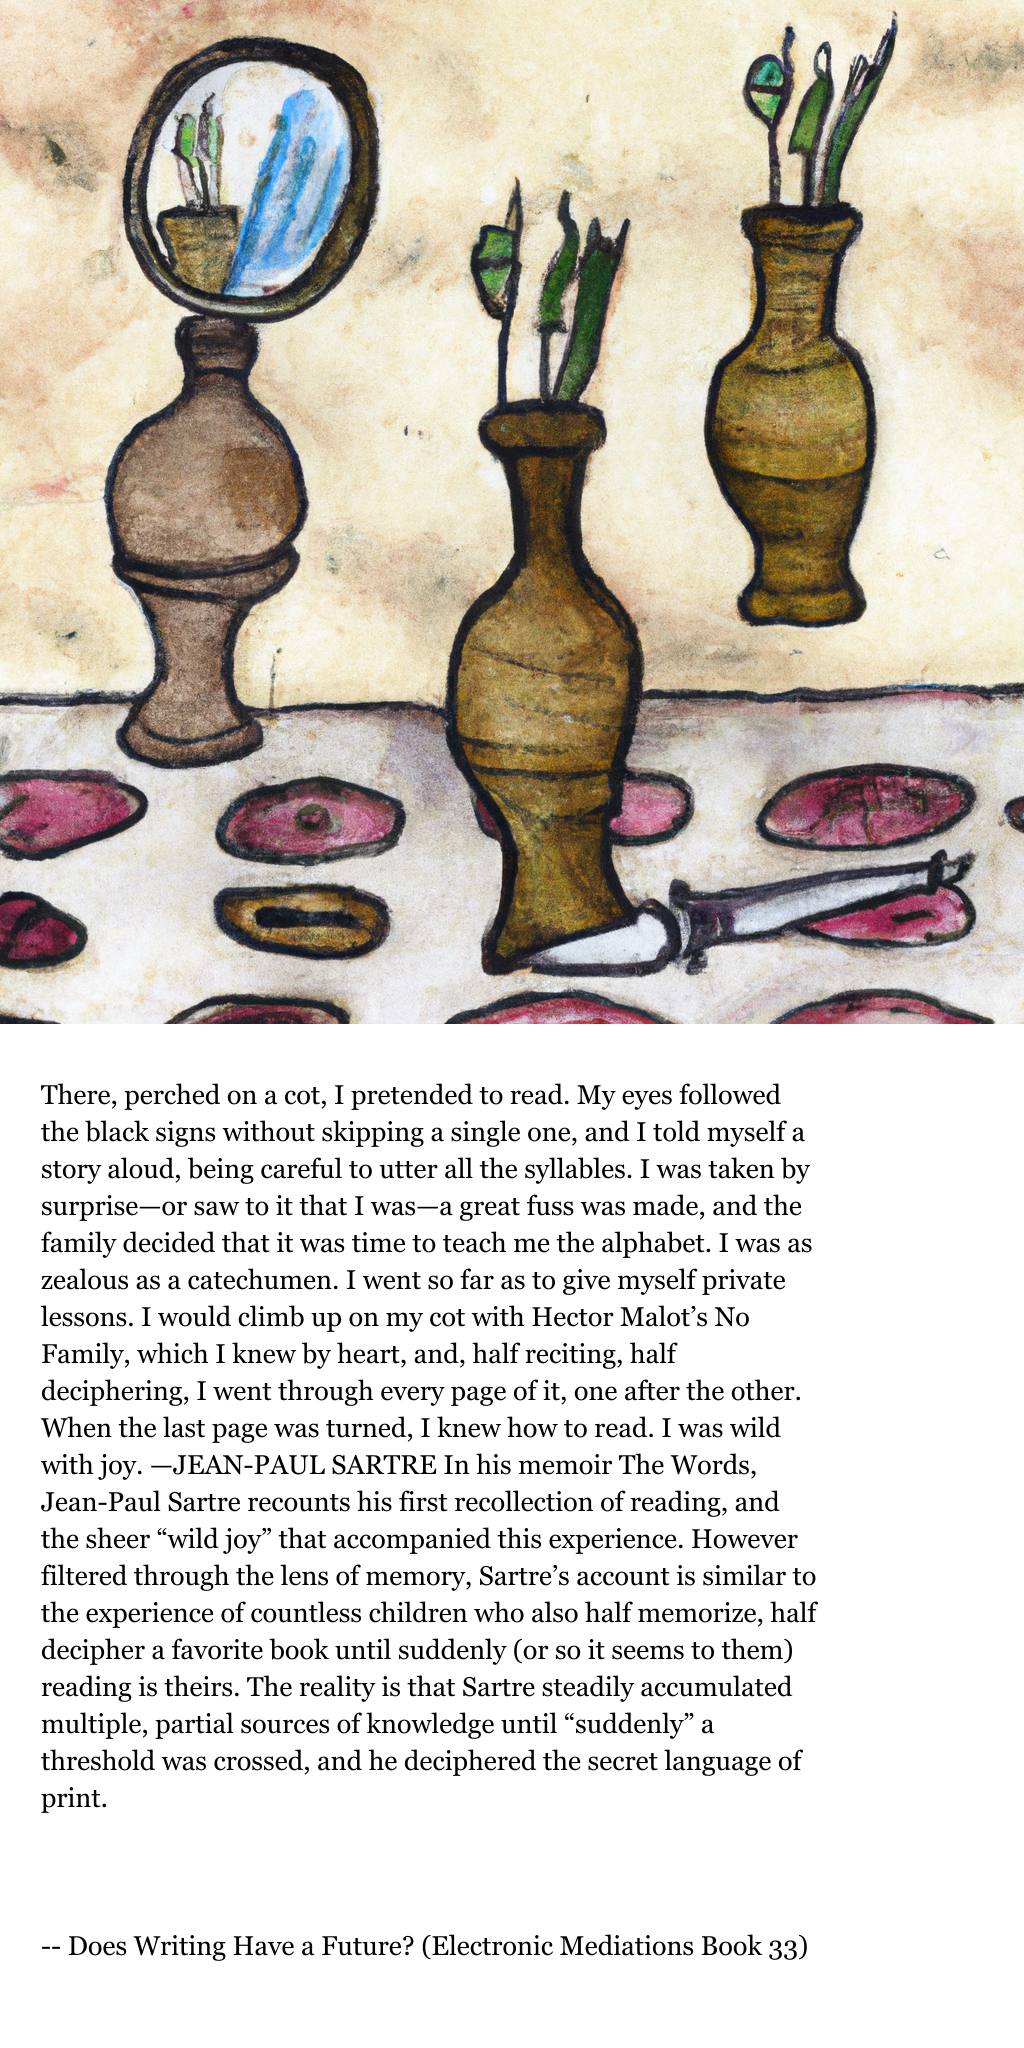 There, perched on a cot, I pretended to read. My eyes followed
the black signs without skipping a single one, and I told myself a
story aloud, being careful to utter all the syllables. I was taken by
surprise—or saw to it that I was—a great fuss was made, and the
family decided that it was time to teach me the alphabet. I was as
zealous as a catechumen. I went so far as to give myself private
lessons. I would climb up on my cot with Hector Malot’s No
Family, which I knew by heart, and, half reciting, half
deciphering, I went through every page of it, one after the other.
When the last page was turned, I knew how to read. I was wild
with joy. —JEAN-PAUL SARTRE In his memoir The Words,
Jean-Paul Sartre recounts his first recollection of reading, and
the sheer “wild joy” that accompanied this experience. However
filtered through the lens of memory, Sartre’s account is similar to
the experience of countless children who also half memorize, half
decipher a favorite book until suddenly (or so it seems to them)
reading is theirs. The reality is that Sartre steadily accumulated
multiple, partial sources of knowledge until “suddenly” a
threshold was crossed, and he deciphered the secret language of
print.
-- Does Writing Have a Future? (Electronic Mediations Book 33)